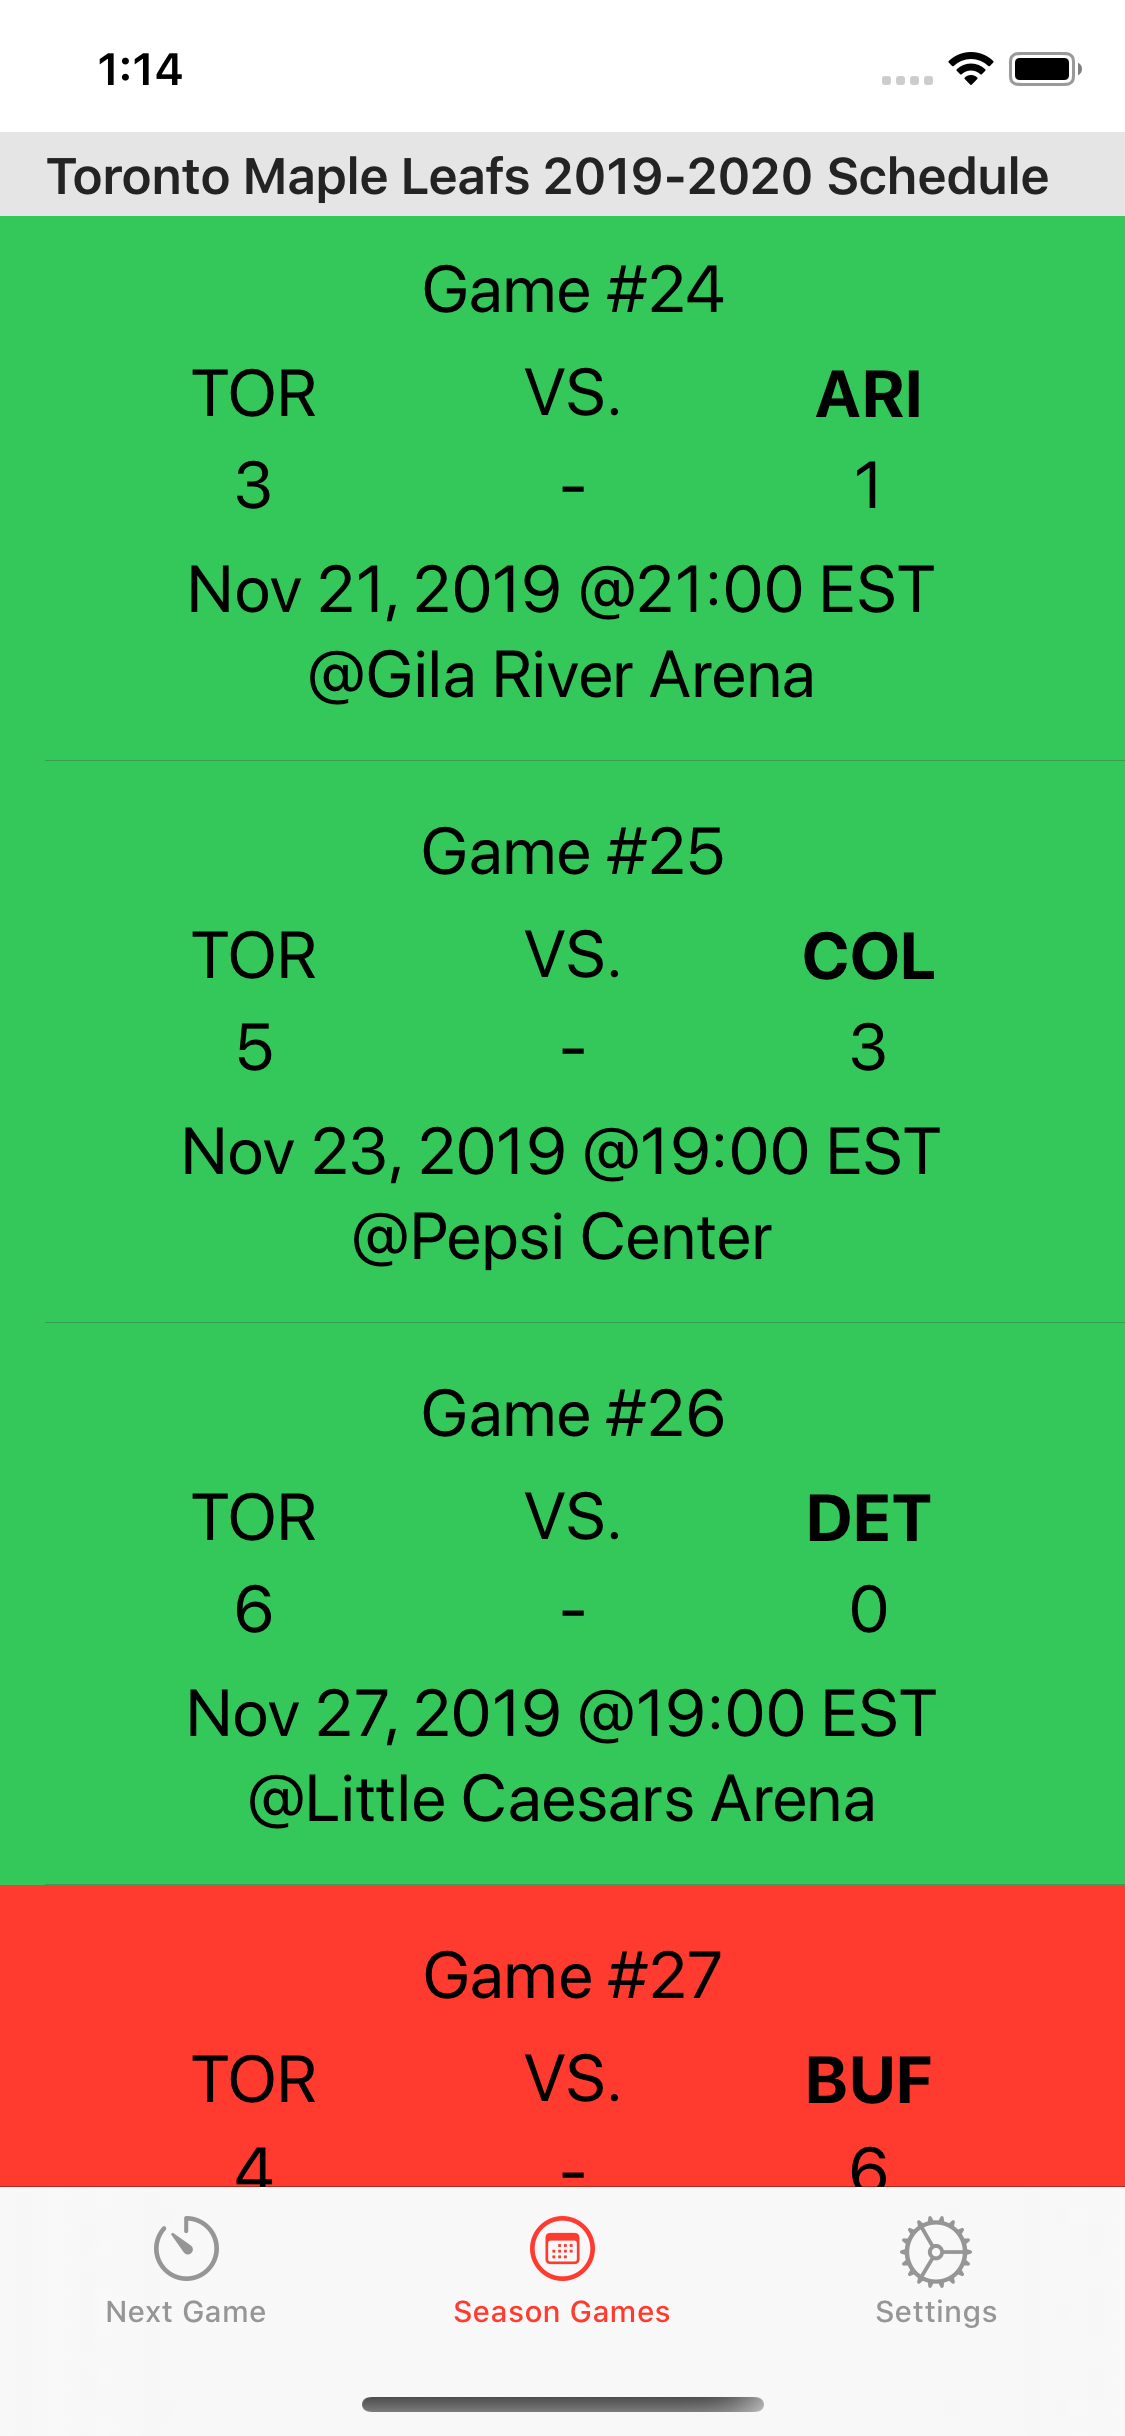 1:14
Toronto Maple Leafs 2019-2020 Schedule
Game #24
TOR VS. ARI
3 - 1
Nov 21, 2019 @21:00 EST
@Gila River Arena
Game #25
TOR VS. COL
5 - 3
Nov 23, 2019 @19:00 EST
@Pepsi Center
Game #26
TOR VS. DET
6 - 0
Nov 27, 2019 @19:00 EST
@Little Caesars Arena
Game #27
TOR VS. BUF
4 - 6
Next Game Season Games Settings